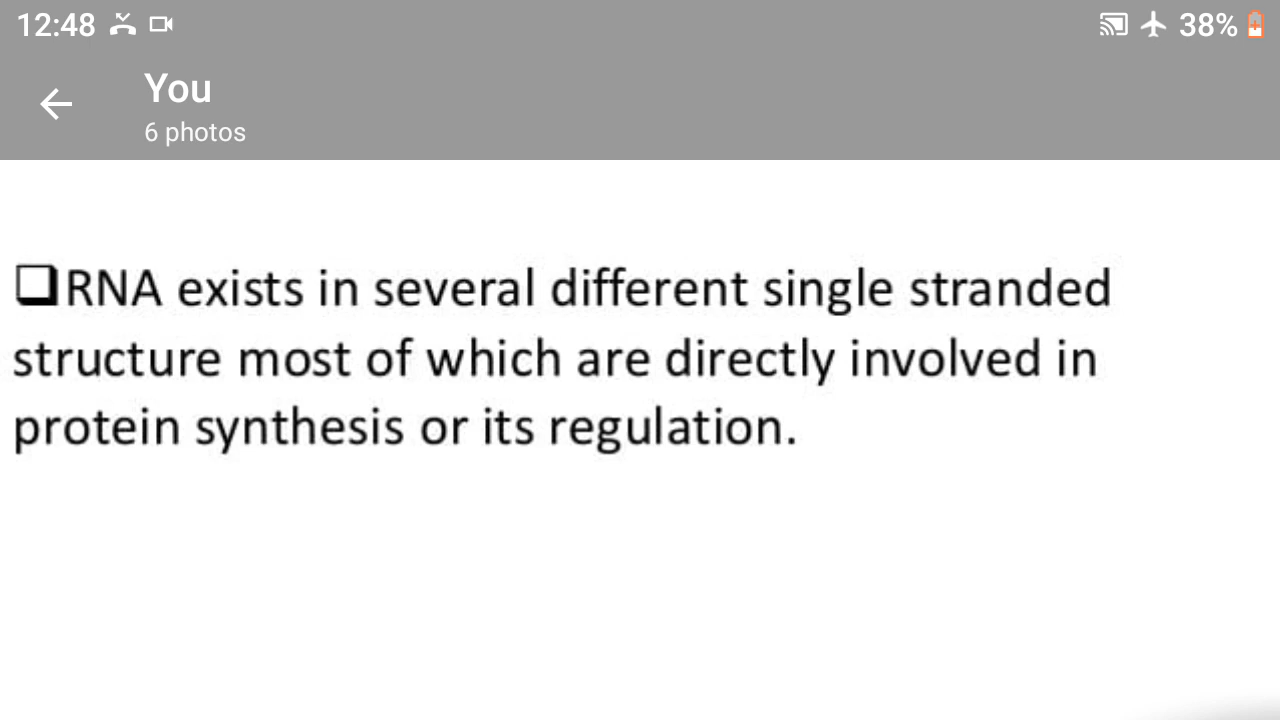 12:48 38%
You
6 photos
❑RNA exists in several different single stranded
structure most of which are directly involved in
protein synthesis or its regulation.